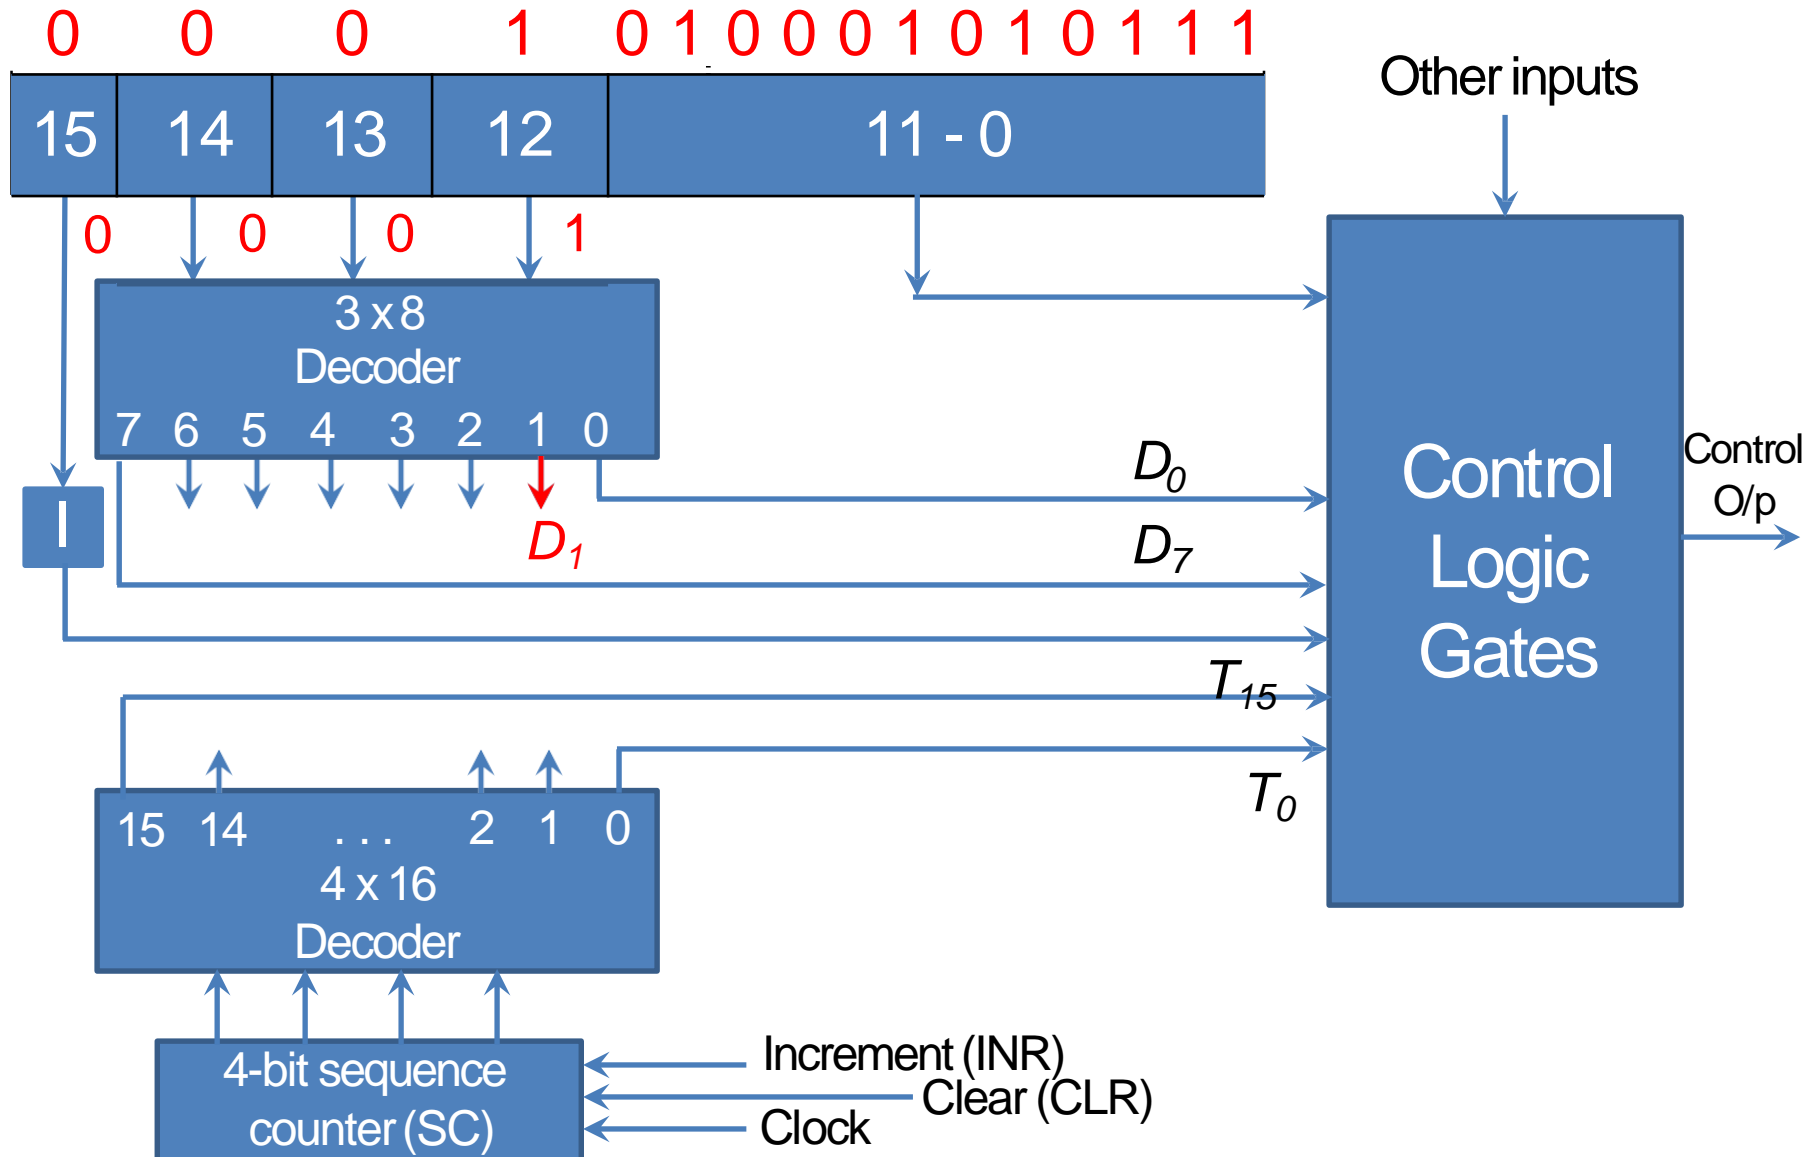 0 0 0 1 0 1 0 0 0 1 0 1 0 1 1 1
15 14 13 12 11 - 0
Other inputs
0 0 0 1
3 x 8
Decoder
7 6 5 4 3 2 1 0
I
D1
D0
D7
Control
Logic
Gates
Control
O/p
T15
T0
15 14 . . . 2 1 0
4 x 16
Decoder
4-bit sequence
counter (SC)
Increment (INR)
Clear (CLR)
Clock